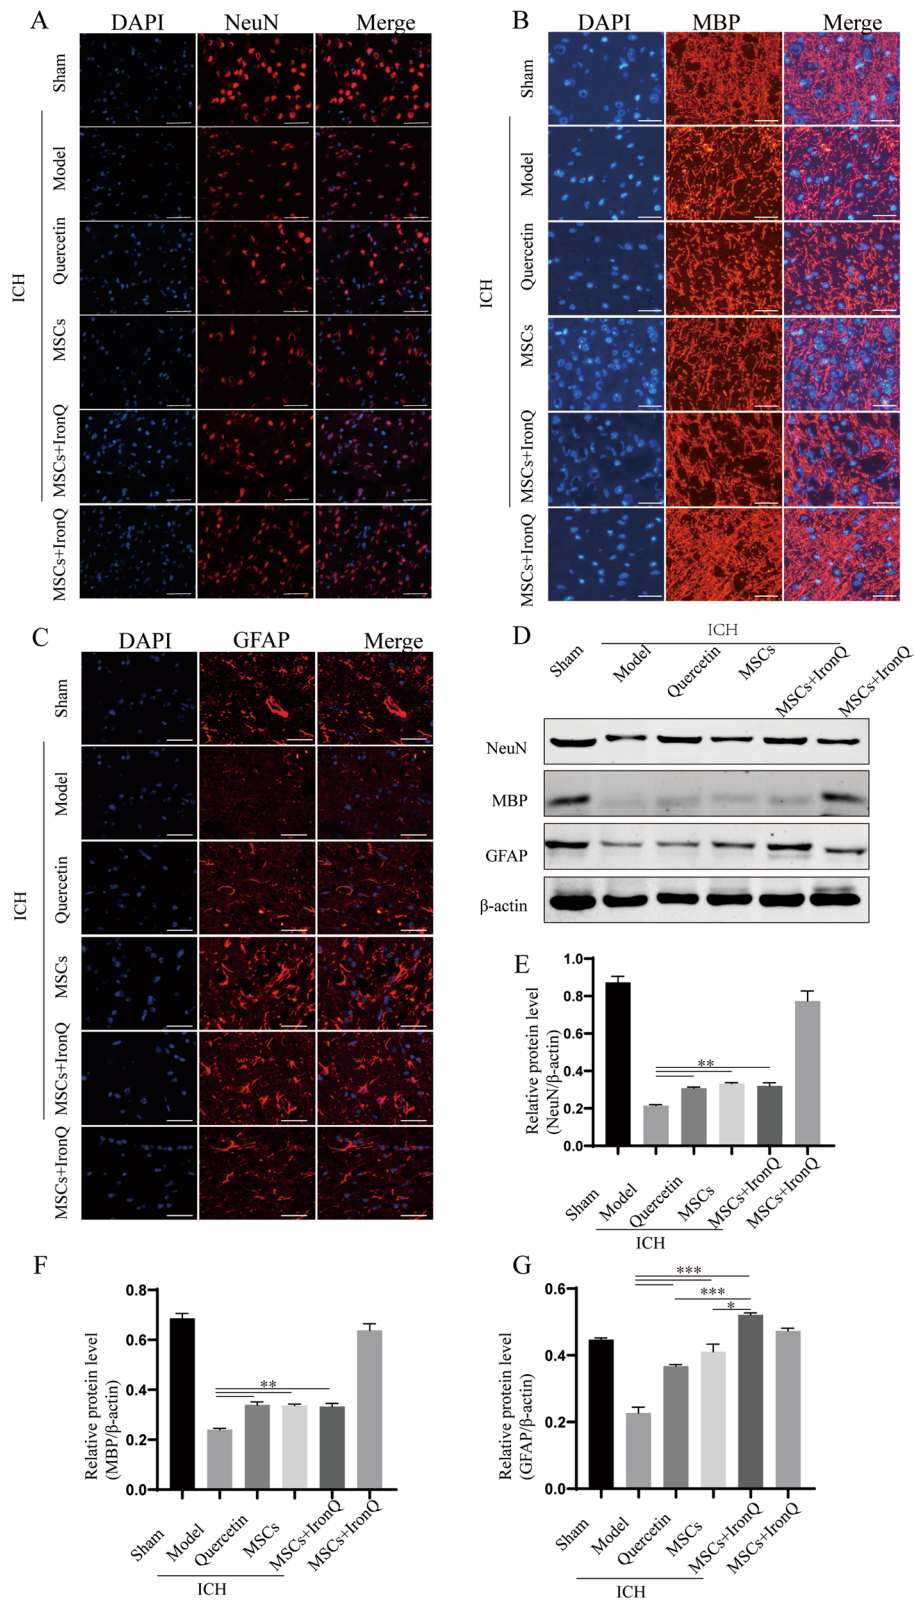 A
DAPI NeuN Merge
Sham
Model
Quercetin
MSCs
MSCs+IronQ
MSCs+IronQ
ICH
B
DAPI MBP Merge
Sham
Model
Quercetin
MSCs
MSCs+IronQ
MSCs+IronQ
ICH
C
DAPI GFAP Merge
Sham
Model
Quercetin
MSCs
MSCs+IronQ
MSCs+IronQ
ICH
D
ICH
Sham Model Quercetin MSCs MSCs+IronQ MSCs+IronQ
NeuN
MBP
GFAP
β-actin
E
Relative protein level
(NeuN/β-actin)
1.0
0.8
0.6
0.4
0.2
0.0
**
Sham Model Quercetin MSCs MSCs+IronQ MSCs+IronQ
ICH
F
Relative protein level
(MBP/β-actin)
0.8
0.6
0.4
0.2
0.0
**
Sham Model Quercetin MSCs MSCs+IronQ MSCs+IronQ
ICH
G
Relative protein level
(GFAP/β-actin)
0.6
0.4
0.2
0.0
***
***
*
Sham Model Quercetin MSCs MSCs+IronQ MSCs+IronQ
ICH